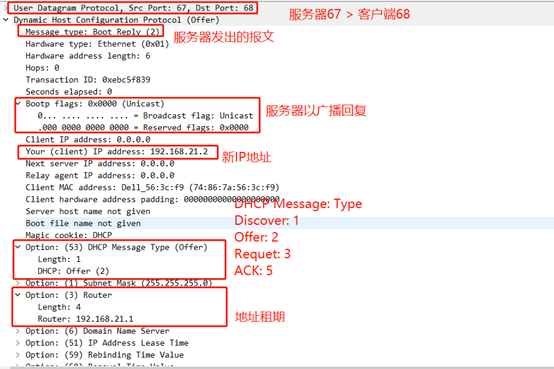 User Datagram Protocol, Src Port: 67, Dst Port: 68
服务器67 > 客户端68
Dynamic Host Configuration Protocol (Offer)
Message type: Boot Reply (2)
服务器发出的报文
Hardware type: Ethernet (0x01)
Hardware address length: 6
Hops: 0
Transaction ID: 0xebc5f839
Seconds elapsed: 0
Bootp flags: 0x0000 (Unicast)
0... .... .... .... = Broadcast flag: Unicast
.000 0000 0000 0000 = Reserved flags: 0x0000
服务器以广播回复
Client IP address: 0.0.0.0
Your (client) IP address: 192.168.21.2
新IP地址
Next server IP address: 0.0.0.0
Relay agent IP address: 0.0.0.0
Client MAC address: Dell_56:3c:f9 (74:86:7a:56:3c:f9)
Client hardware address padding: 00000000000000000000
Server host name not given
DHCP Message: Type
Boot file name not given
Discover: 1
Magic cookie: DHCP
Offer: 2
Option: (53) DHCP Message Type (Offer)
Length: 1
Requet: 3
DHCP: Offer (2)
ACK: 5
Option: (1) Subnet Mask (255.255.255.0)
Option: (3) Router
Length: 4
Router: 192.168.21.1
地址租期
Option: (6) Domain Name Server
Option: (51) IP Address Lease Time
Option: (59) Rebinding Time Value
Option: (58) Renewal Time Value